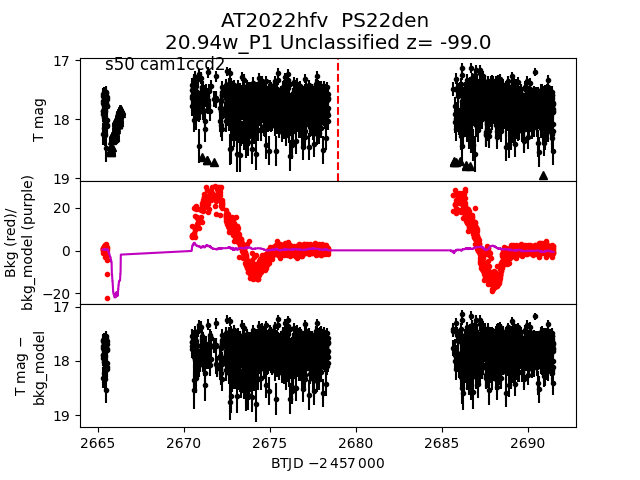 AT2022hfv  PS22den
20.94w_P1 Unclassified z= -99.0
s50 cam1ccd2
17
18
19
T mag
20
0
−20
Bkg (red)/
bkg_model (purple)
17
18
19
T mag −
bkg_model
2665
2670
2675
2680
2685
2690
BTJD −2 457 000